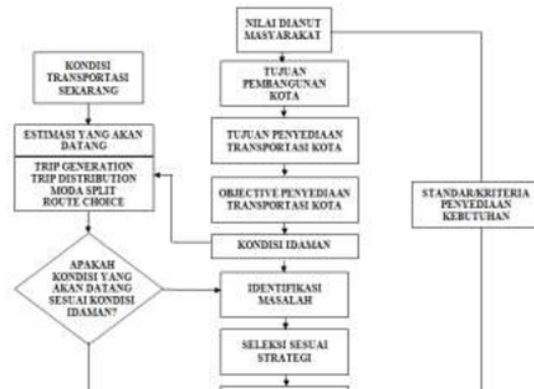 NILAI DIANUT
MASYARAKAT
KONDISI
TRANSPORTASI
SEKARANG
TUJUAN
PEMBANGUNAN
KOTA
ESTIMASI YANG AKAN
DATANG
TUJUAN PENYEDIAAN
TRANSPORTASI KOTA
TRIP GENERATION
TRIP DISTRIBUTION
MODA SPLIT
ROUTE CHOICE
OBJECTIVE PENYEDIAAN
TRANSPORTASI KOTA
STANDAR/KRITERIA
PENYEDIAAN
KEBUTUHAN
KONDISI IDAMAN
APAKAH
KONDISI YANG
AKAN DATANG
SESUAI KONDISI
IDAMAN?
IDENTIFIKASI
MASALAH
SELEKSI SESUAI
STRATEGI